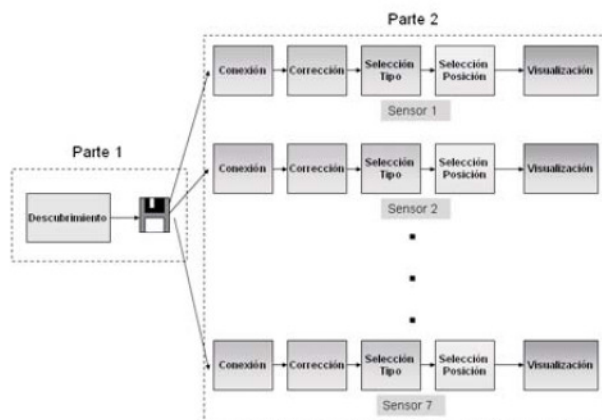 Parte 2
Conexión
Corrección
Selección
Tipo
Selección
Posición
Visualización
Sensor 1
Parte 1
Descubrimiento
Conexión
Corrección
Selección
Tipo
Selección
Posición
Visualización
Sensor 2
Conexión
Corrección
Selección
Tipo
Selección
Posición
Visualización
Sensor 7